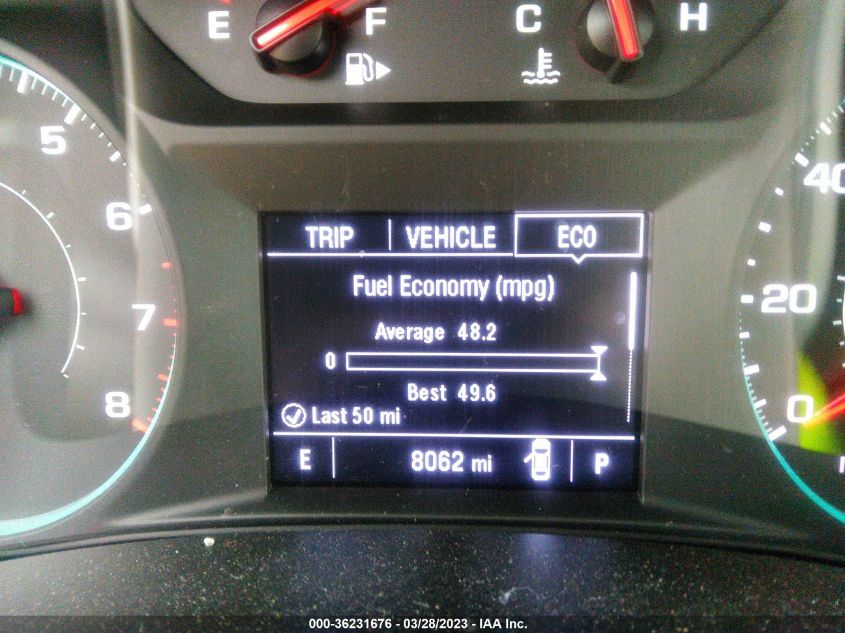 E F C H
5
6
7
8
40
20
0
TRIP VEHICLE ECO
Fuel Economy (mpg)
Average 48.2
0
Best 49.6
Last 50 mi
E 8062 mi P
000-36231676 - 03/28/2023 - IAA Inc.